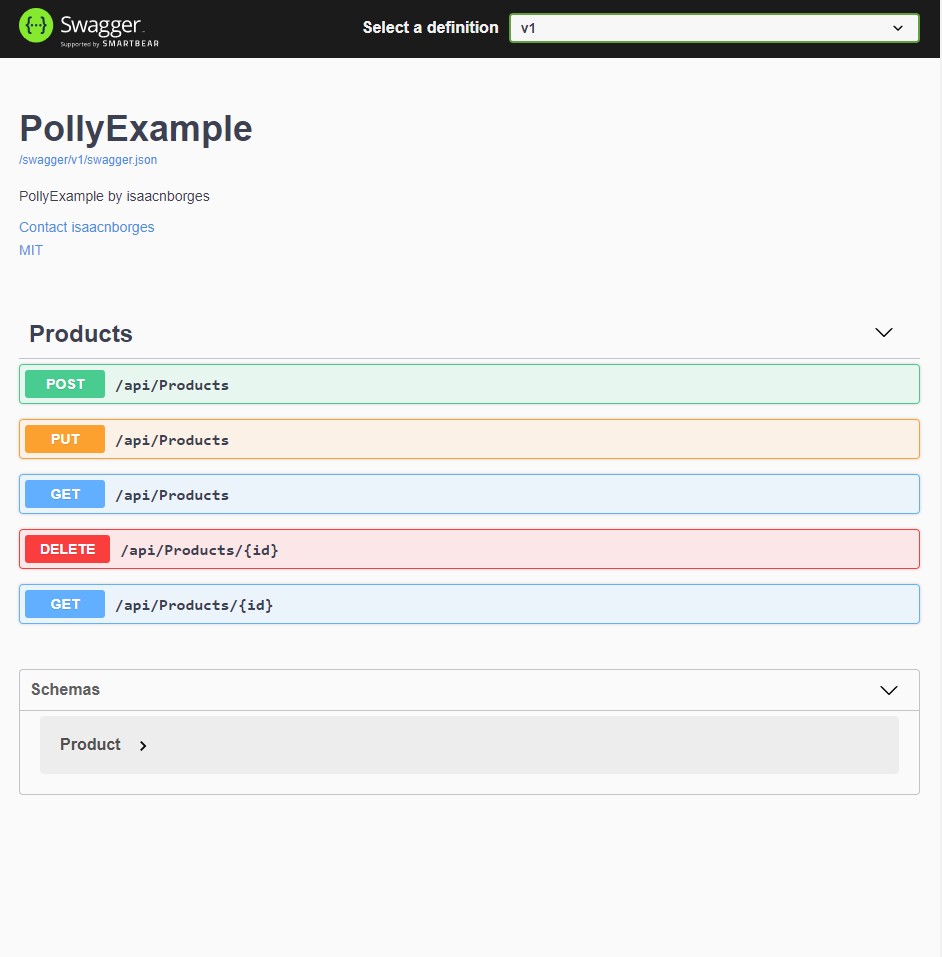 Swagger
Supported by SMARTBEAR
Select a definition
v1
PollyExample
/swagger/v1/swagger.json
PollyExample by isaacnborges
Contact isaacnborges
MIT
Products
POST /api/Products
PUT /api/Products
GET /api/Products
DELETE /api/Products/{id}
GET /api/Products/{id}
Schemas
Product